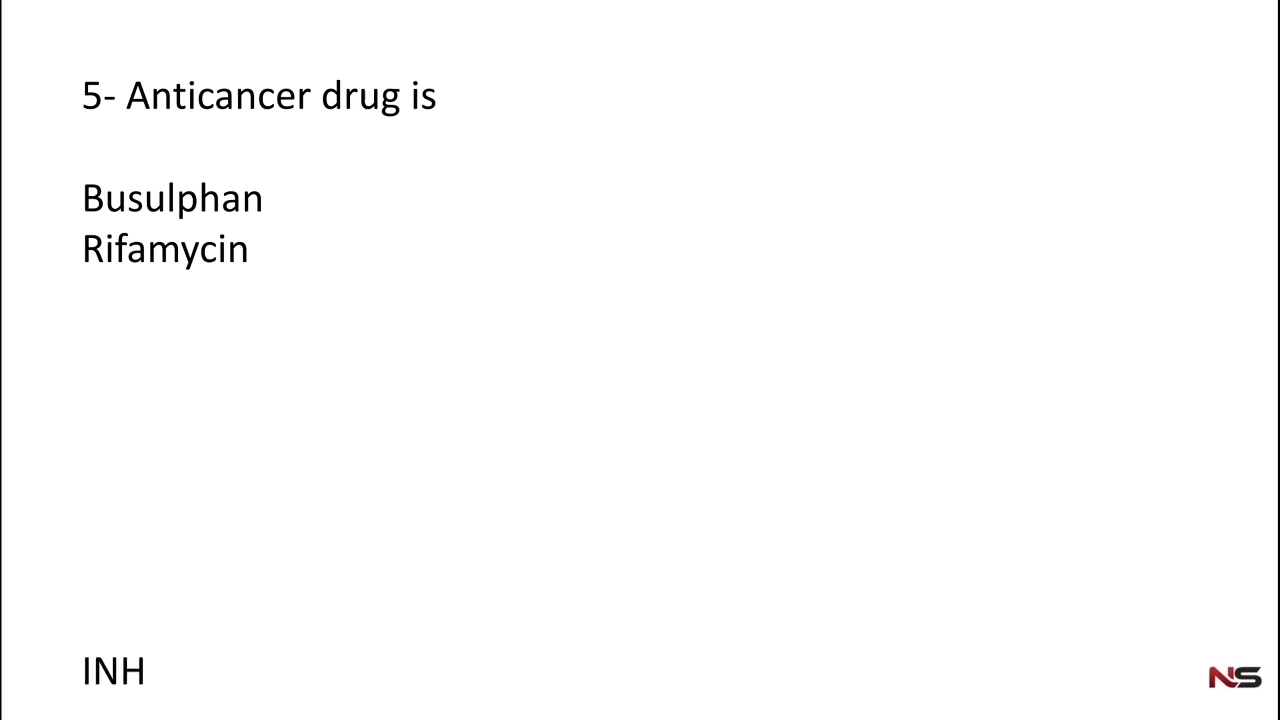 5- Anticancer drug is
Busulphan
Rifamycin
INH
NS